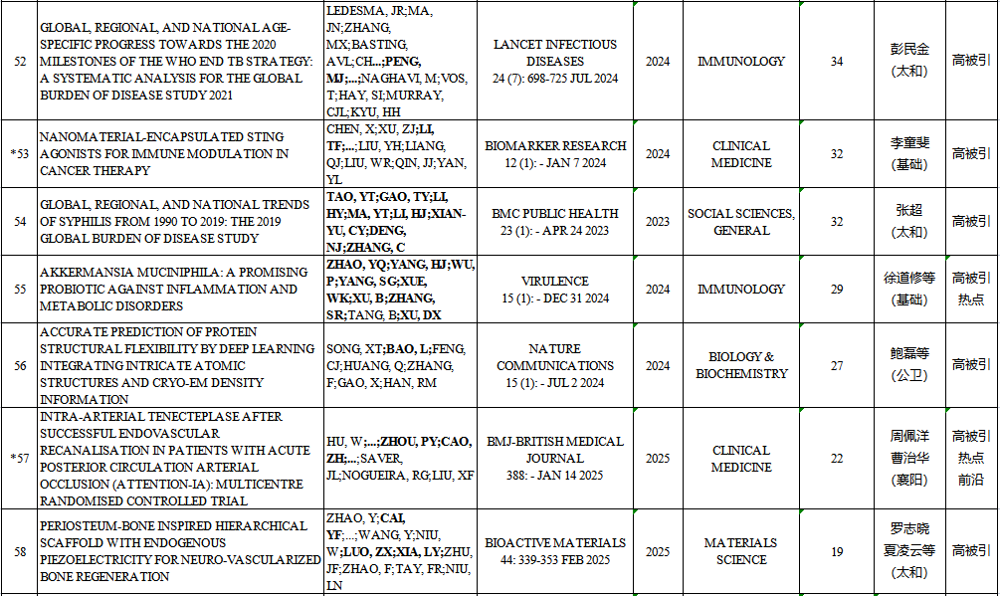 52
GLOBAL, REGIONAL, AND NATIONAL AGE-
SPECIFIC PROGRESS TOWARDS THE 2020
MILESTONES OF THE WHO END TB STRATEGY:
A SYSTEMATIC ANALYSIS FOR THE GLOBAL
BURDEN OF DISEASE STUDY 2021
LEDESMA, JR;MA,
JN;ZHANG,
MX;BASTING,
AVL;CH...;PENG,
MJ;...;NAGHAVI, M;VOS,
T;HAY, SI;MURRAY,
CJL;KYU, HH
LANCET INFECTIOUS
DISEASES
24 (7): 698-725 JUL 2024
2024
IMMUNOLOGY
34
彭民金
(太和)
高被引
*53
NANOMATERIAL-ENCAPSULATED STING
AGONISTS FOR IMMUNE MODULATION IN
CANCER THERAPY
CHEN, X;XU, ZJ;LI,
TF;...;LIU, YH;LIANG,
QJ;LIU, WR;QIN, JJ;YAN,
YL
BIOMARKER RESEARCH
12 (1): - JAN 7 2024
2024
CLINICAL
MEDICINE
32
李童斐
(基础)
高被引
54
GLOBAL, REGIONAL, AND NATIONAL TRENDS
OF SYPHILIS FROM 1990 TO 2019: THE 2019
GLOBAL BURDEN OF DISEASE STUDY
TAO, YT;GAO, TY;LI,
HY;MA, YT;LI, HJ;XIAN-
YU, CY;DENG,
NJ;ZHANG, C
BMC PUBLIC HEALTH
23 (1): - APR 24 2023
2023
SOCIAL SCIENCES,
GENERAL
32
张超
(太和)
高被引
55
AKKERMANSIA MUCINIPHILA: A PROMISING
PROBIOTIC AGAINST INFLAMMATION AND
METABOLIC DISORDERS
ZHAO, YQ;YANG, HJ;WU,
P;YANG, SG;XUE,
WK;XU, B;ZHANG,
SR;TANG, B;XU, DX
VIRULENCE
15 (1): - DEC 31 2024
2024
IMMUNOLOGY
29
徐道修等
(基础)
高被引
热点
56
ACCURATE PREDICTION OF PROTEIN
STRUCTURAL FLEXIBILITY BY DEEP LEARNING
INTEGRATING INTRICATE ATOMIC
STRUCTURES AND CRYO-EM DENSITY
INFORMATION
SONG, XT;BAO, L;FENG,
CJ;HUANG, Q;ZHANG,
F;GAO, X;HAN, RM
NATURE
COMMUNICATIONS
15 (1): - JUL 2 2024
2024
BIOLOGY &
BIOCHEMISTRY
27
鲍磊等
(公卫)
高被引
*57
INTRA-ARTERIAL TENECTEPLASE AFTER
SUCCESSFUL ENDOVASCULAR
RECANALISATION IN PATIENTS WITH ACUTE
POSTERIOR CIRCULATION ARTERIAL
OCCLUSION (ATTENTION-IA): MULTICENTRE
RANDOMISED CONTROLLED TRIAL
HU, W;...;ZHOU, PY;CAO,
ZH;...;SAVER,
JL;NOGUEIRA, RG;LIU, XF
BMJ-BRITISH MEDICAL
JOURNAL
388: - JAN 14 2025
2025
CLINICAL
MEDICINE
22
周佩洋
曹治华
(襄阳)
高被引
热点
前沿
58
PERIOSTEUM-BONE INSPIRED HIERARCHICAL
SCAFFOLD WITH ENDOGENOUS
PIEZOELECTRICITY FOR NEURO-VASCULARIZED
BONE REGENERATION
ZHAO, Y;CAI,
YF;...;WANG, Y;NIU,
W;LUO, ZX;XIA, LY;ZHU,
JF;ZHAO, F;TAY, FR;NIU,
LN
BIOACTIVE MATERIALS
44: 339-353 FEB 2025
2025
MATERIALS
SCIENCE
19
罗志晓
夏凌云等
(太和)
高被引